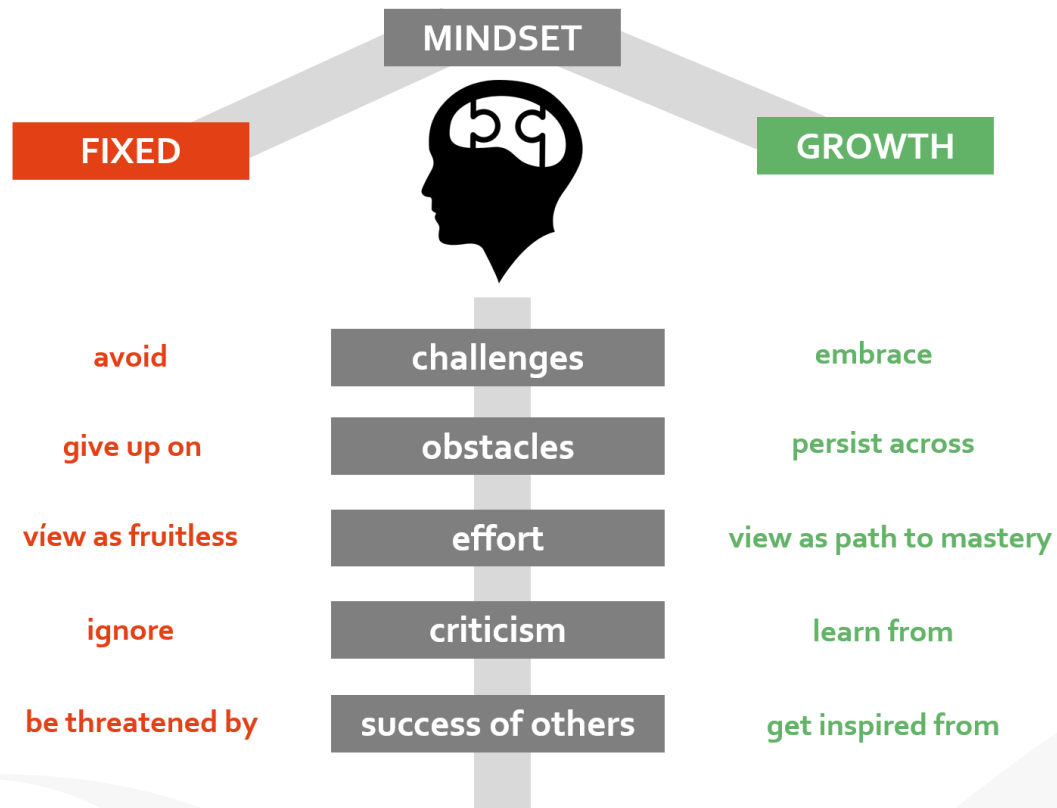 MINDSET
FIXED
GROWTH
avoid
challenges
embrace
give up on
obstacles
persist across
víew as fruitless
effort
view as path to mastery
ignore
criticism
learn from
be threatened by
success of others
get inspired from